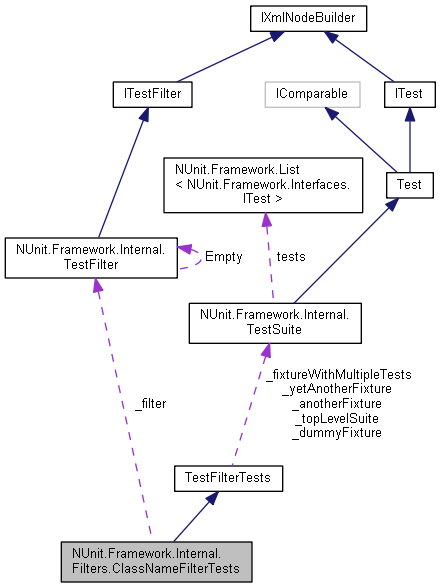 IXmlNodeBuilder
ITestFilter
IComparable
ITest
NUnit.Framework.List
< NUnit.Framework.Interfaces.
ITest >
Test
NUnit.Framework.Internal.
TestFilter
Empty
tests
NUnit.Framework.Internal.
TestSuite
_filter
_fixtureWithMultipleTests
_yetAnotherFixture
_anotherFixture
_topLevelSuite
_dummyFixture
TestFilterTests
NUnit.Framework.Internal.
Filters.ClassNameFilterTests